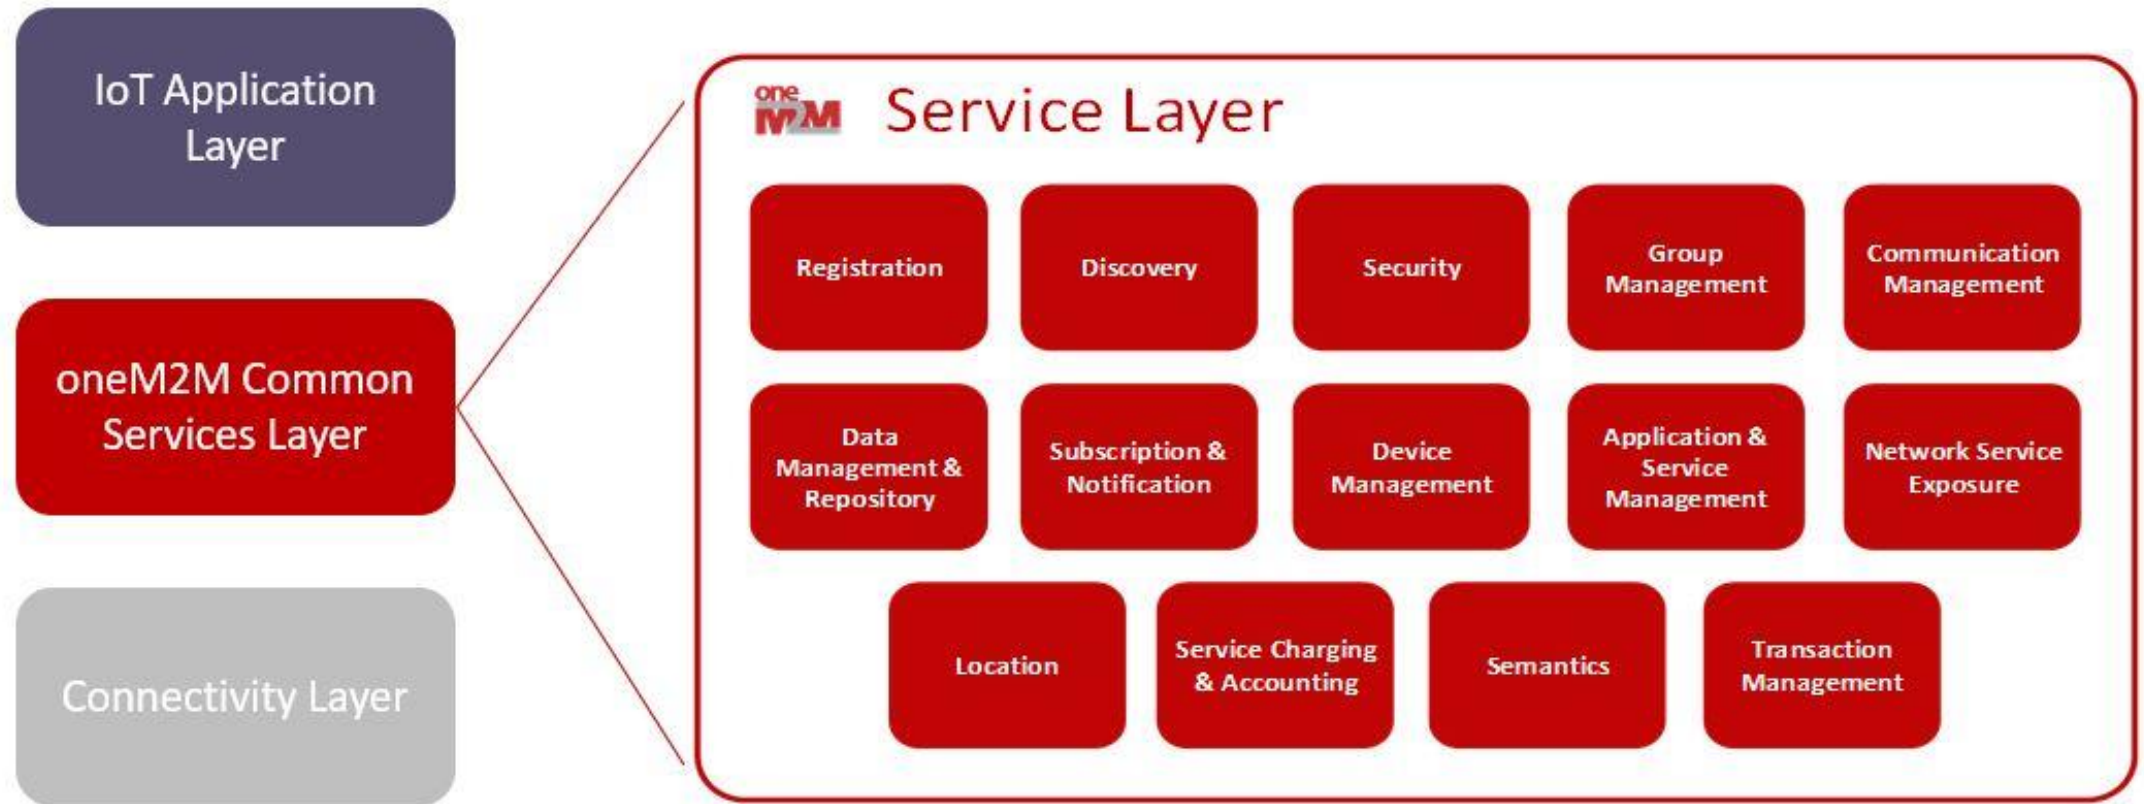 IoT Application
Layer
oneM2M Common
Services Layer
Connectivity Layer
one
M2M
Service Layer
Registration
Discovery
Security
Group
Management
Communication
Management
Data
Management &
Repository
Subscription &
Notification
Device
Management
Application &
Service
Management
Network Service
Exposure
Location
Service Charging
& Accounting
Semantics
Transaction
Management